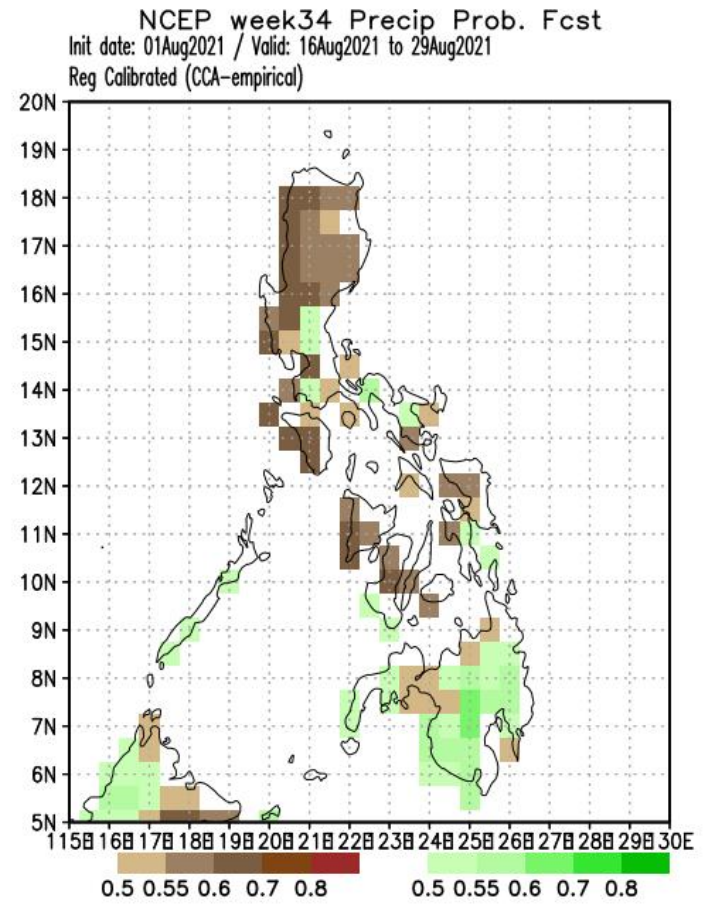 NCEP week34 Precip Prob. Fcst
Init date: 01Aug2021 / Valid: 16Aug2021 to 29Aug2021
Reg Calibrated (CCA-empirical)
20N
19N
18N
17N
16N
15N
14N
13N
12N
11N
10N
9N
8N
7N
6N
5N
115E 116E 117E 118E 119E 120E 121E 122E 123E 124E 125E 126E 127E 128E 129E 130E
0.5 0.55 0.6 0.7 0.8 0.5 0.55 0.6 0.7 0.8